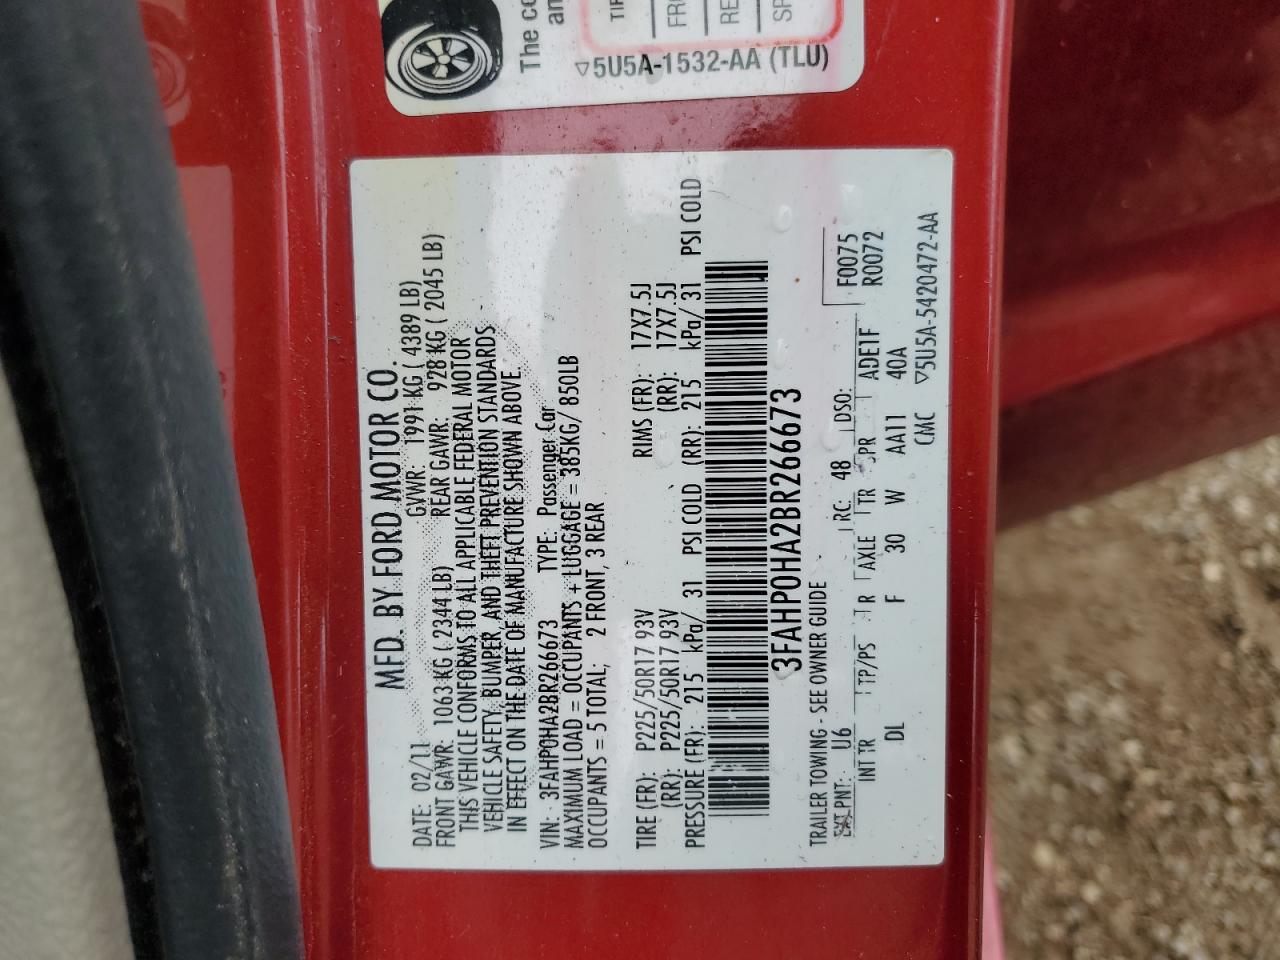 MFD. BY FORD MOTOR CO.
DATE: 02/11 GVWR: 1991 KG ( 4389 LB)
FRONT GAWR: 1063 KG ( 2344 LB) REAR GAWR: 928 KG ( 2045 LB)
THIS VEHICLE CONFORMS TO ALL APPLICABLE FEDERAL MOTOR
VEHICLE SAFETY, BUMPER, AND THEFT PREVENTION STANDARDS
IN EFFECT ON THE DATE OF MANUFACTURE SHOWN ABOVE.
VIN: 3FAHP0HA2BR266673 TYPE: Passenger Car
MAXIMUM LOAD = OCCUPANTS + LUGGAGE = 385KG/ 850LB
OCCUPANTS = 5 TOTAL; 2 FRONT, 3 REAR
TIRE (FR): P225/50R17 93V RIMS (FR): 17X7.5J
(RR): P225/50R17 93V (RR): 17X7.5J
PRESSURE (FR): 215 kPa/ 31 PSI COLD (RR): 215 kPa/ 31 PSI COLD
3FAHP0HA2BR266673
TRAILER TOWING - SEE OWNER GUIDE
EXT PNT: U6 RC: 48 DSO: F0075
INT TR TP/PS TR AXLE TR SPR ADE1F R0072
DL F 30 W AA11 40A
CMC ▽5U5A-5420472-AA
The co
an
TIR
FRO
RE
SP
▽5U5A-1532-AA (TLU)